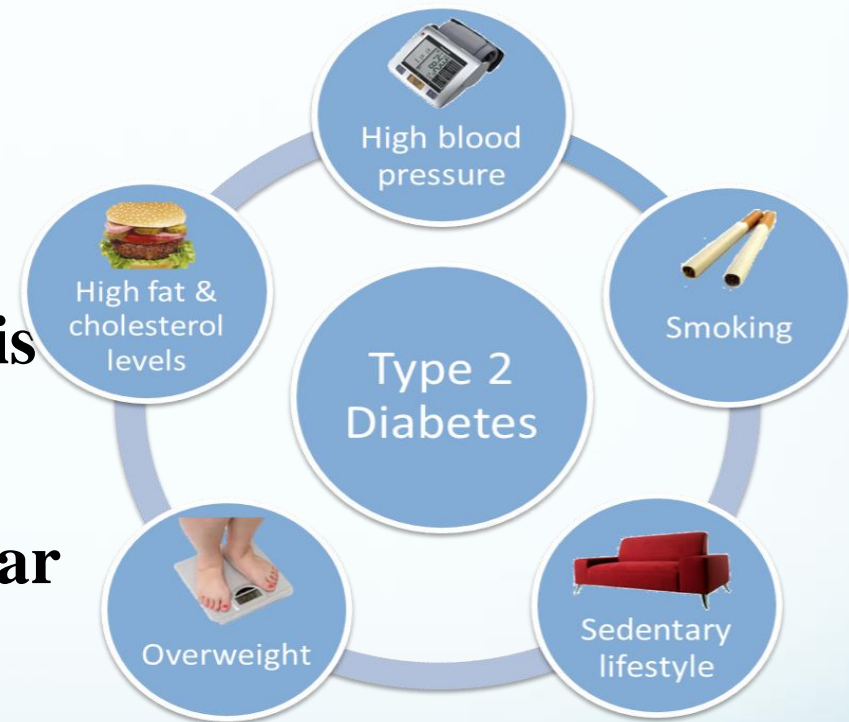 High blood
pressure
High fat &
cholesterol
levels
is
Smoking
Type 2
Diabetes
ar
Overweight
Sedentary
lifestyle